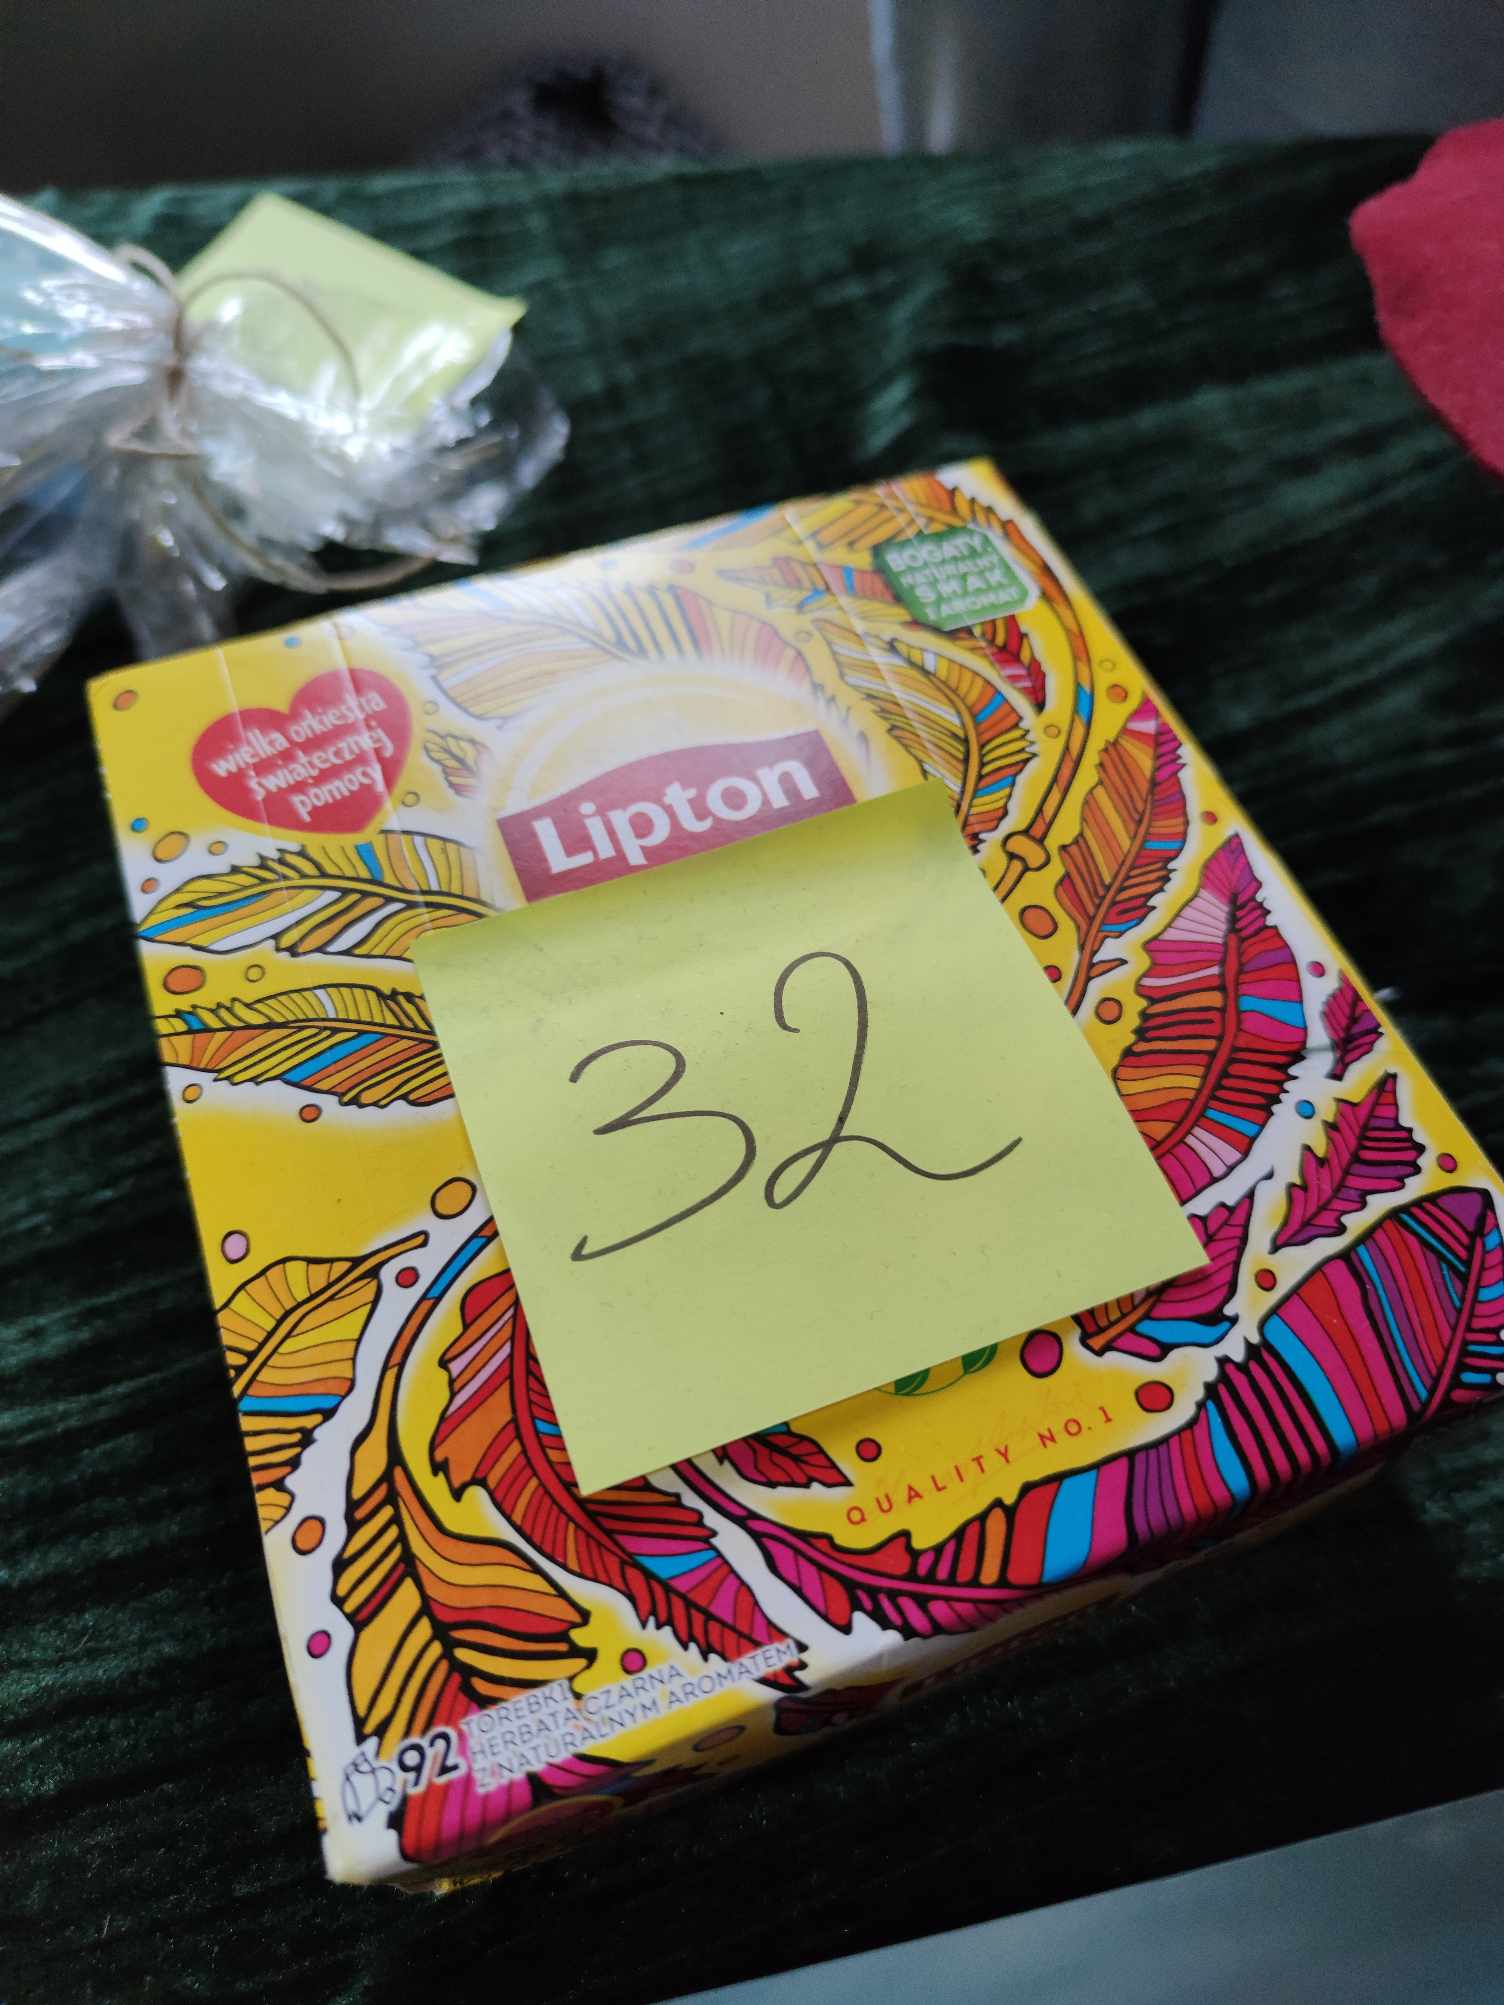 BOGATY,
NATURALNY
SMAK
I AROMAT
wielka orkiestra
świątecznej
pomocy
Lipton
32
QUALITY NO. 1
92
TOREBKI
HERBATA CZARNA
Z NATURALNYM AROMATEM